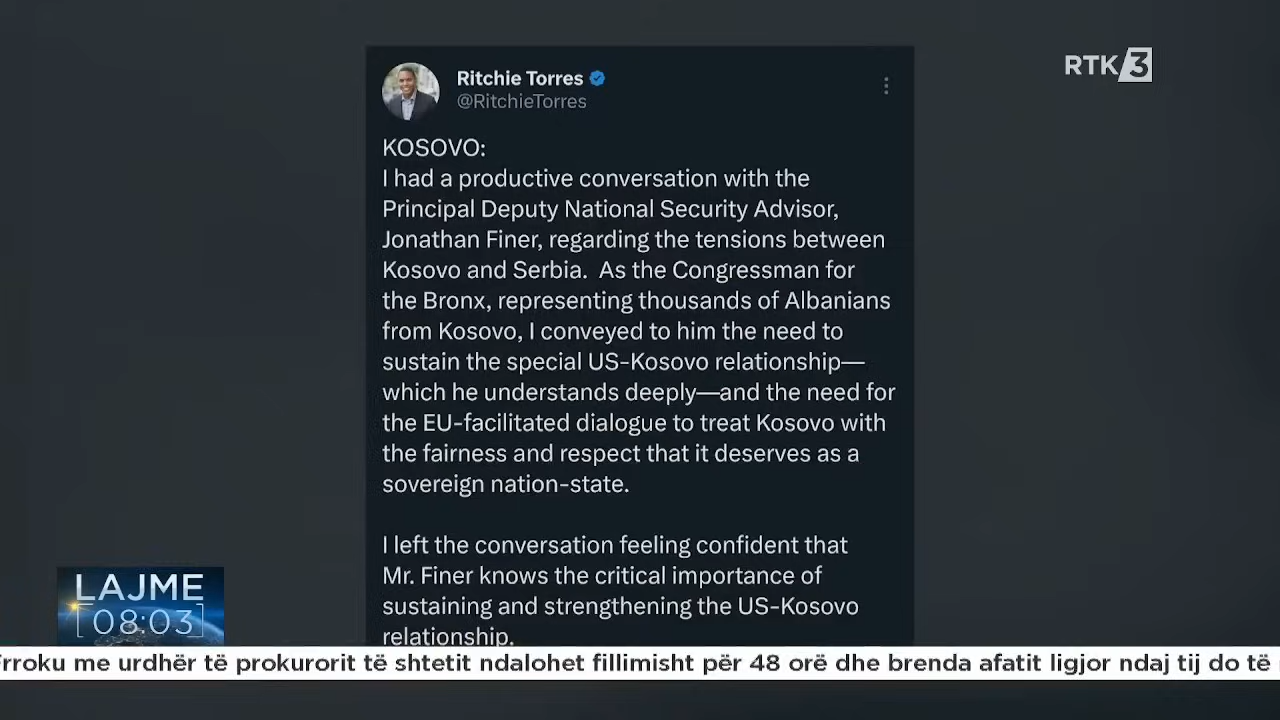 Ritchie Torres
@RitchieTorres
RTK 3
KOSOVO:
I had a productive conversation with the
Principal Deputy National Security Advisor,
Jonathan Finer, regarding the tensions between
Kosovo and Serbia.  As the Congressman for
the Bronx, representing thousands of Albanians
from Kosovo, I conveyed to him the need to
sustain the special US-Kosovo relationship—
which he understands deeply—and the need for
the EU-facilitated dialogue to treat Kosovo with
the fairness and respect that it deserves as a
sovereign nation-state.
I left the conversation feeling confident that
Mr. Finer knows the critical importance of
sustaining and strengthening the US-Kosovo
relationship.
LAJME
08:03
me urdhër të prokurorit të shtetit ndalohet fillimisht për 48 orë dhe brenda afatit ligjor ndaj tij do të